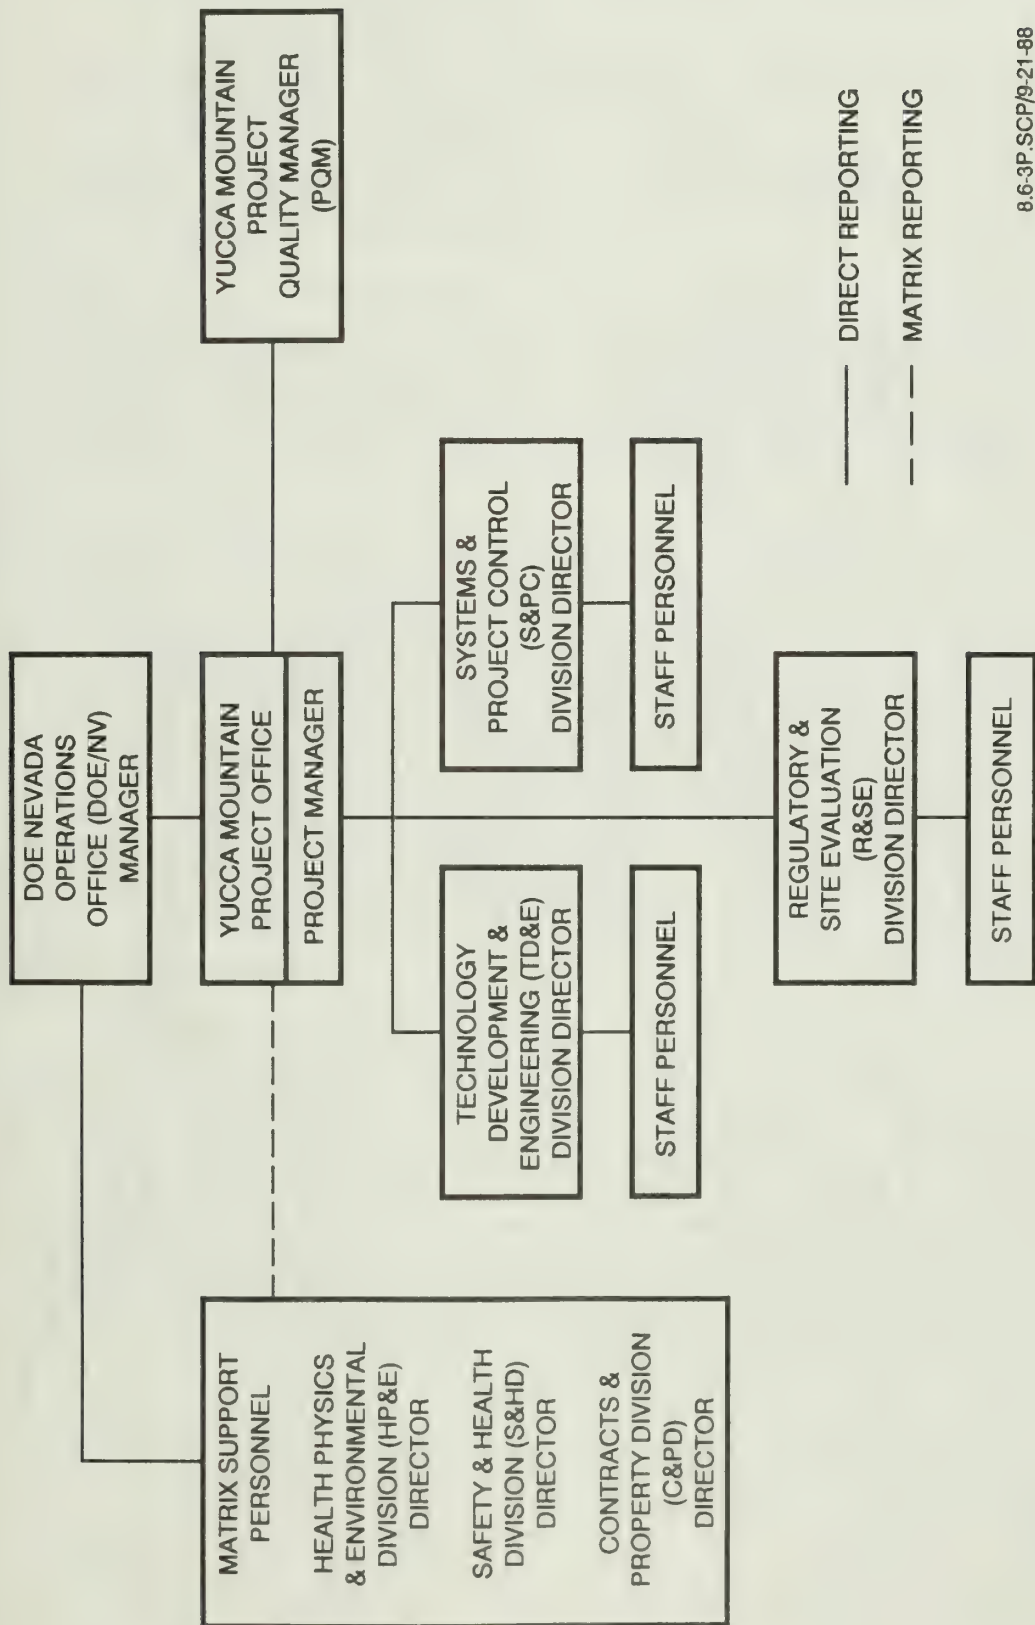 DOE NEVADA
OPERATIONS
OFFICE (DOE/NV)
MANAGER
MATRIX SUPPORT
PERSONNEL
HEALTH PHYSICS
& ENVIRONMENTAL
DIVISION (HP&E)
DIRECTOR
SAFETY & HEALTH
DIVISION (S&HD)
DIRECTOR
CONTRACTS &
PROPERTY DIVISION
(C&PD)
DIRECTOR
YUCCA MOUNTAIN
PROJECT OFFICE
PROJECT MANAGER
YUCCA MOUNTAIN
PROJECT
QUALITY MANAGER
(PQM)
TECHNOLOGY
DEVELOPMENT &
ENGINEERING (TD&E)
DIVISION DIRECTOR
STAFF PERSONNEL
SYSTEMS &
PROJECT CONTROL
(S&PC)
DIVISION DIRECTOR
STAFF PERSONNEL
REGULATORY &
SITE EVALUATION
(R&SE)
DIVISION DIRECTOR
STAFF PERSONNEL
DIRECT REPORTING
MATRIX REPORTING
8.6-3P.SCP/9-21-88